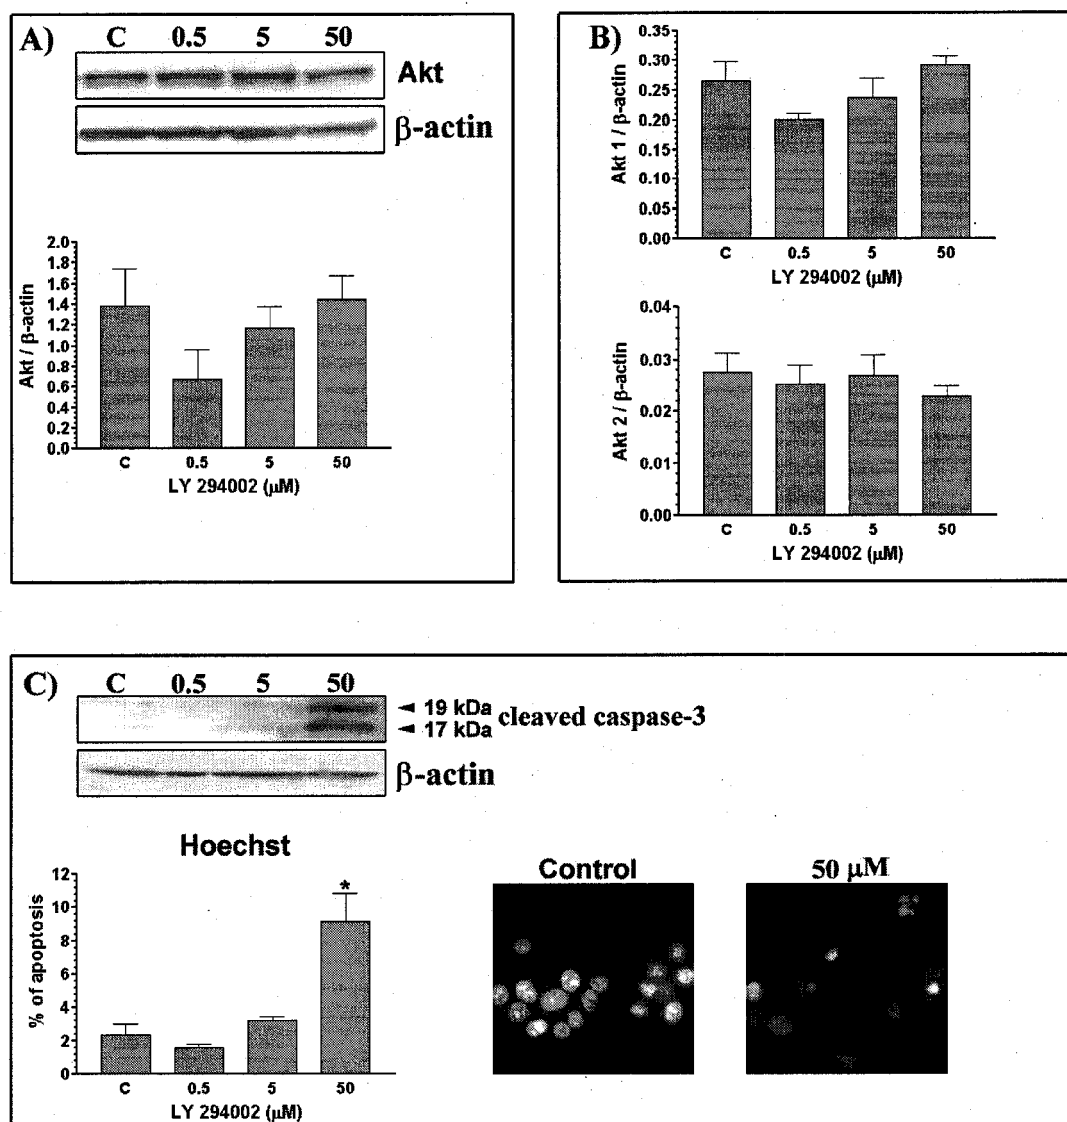 A)
C 0.5 5 50
Akt
β-actin
2.0
1.8
1.6
1.4
1.2
1.0
0.8
0.6
0.4
0.2
0.0
Akt / β-actin
C 0.5 5 50
LY 294002 (μM)
B)
0.35
0.30
0.25
0.20
0.15
0.10
0.05
0.00
Akt 1 / β-actin
C 0.5 5 50
LY 294002 (μM)
0.04
0.03
0.02
0.01
0.00
Akt 2 / β-actin
C 0.5 5 50
LY 294002 (μM)
C)
C 0.5 5 50
19 kDa
17 kDa
cleaved caspase-3
β-actin
Hoechst
12
10
8
6
4
2
0
% of apoptosis
*
C 0.5 5 50
LY 294002 (μM)
Control
50 μM